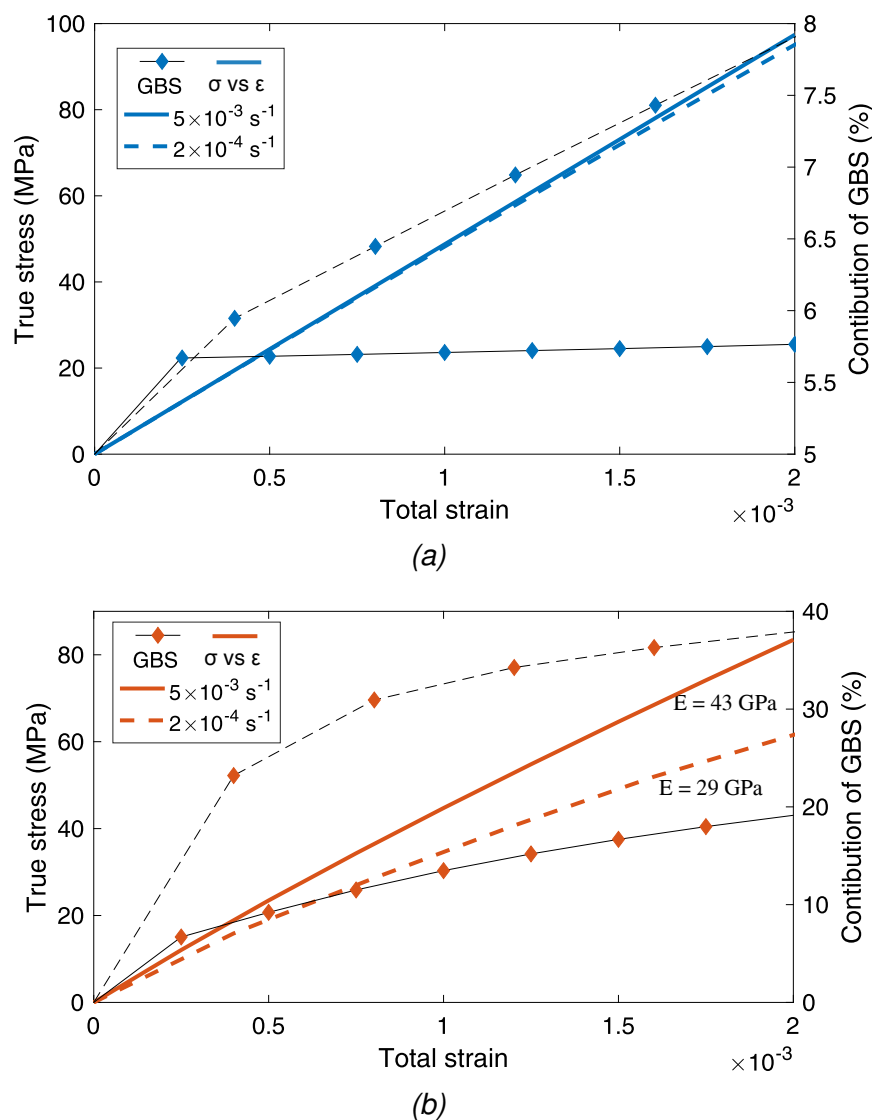 100
80
60
40
20
0
True stress (MPa)
GBS σ vs ε
5×10⁻³ s⁻¹
2×10⁻⁴ s⁻¹
8
7.5
7
6.5
6
5.5
5
Contibution of GBS (%)
0 0.5 1 1.5 2
Total strain ×10⁻³
(a)
80
60
40
20
0
True stress (MPa)
GBS σ vs ε
5×10⁻³ s⁻¹
2×10⁻⁴ s⁻¹
E = 43 GPa
E = 29 GPa
40
30
20
10
0
Contibution of GBS (%)
0 0.5 1 1.5 2
Total strain ×10⁻³
(b)